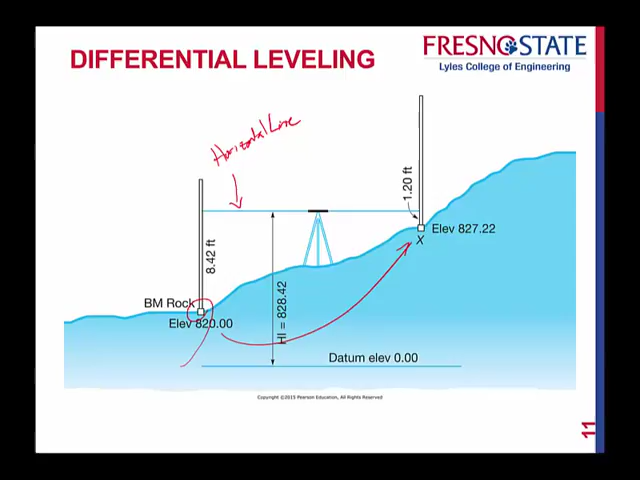 DIFFERENTIAL LEVELING
FRESNO STATE
Lyles College of Engineering
Horizontal Line
1.20 ft
Elev 827.22
X
8.42 ft
BM Rock
Elev 820.00
HI = 828.42
Datum elev 0.00
Copyright ©2015 Pearson Education, All Rights Reserved
11